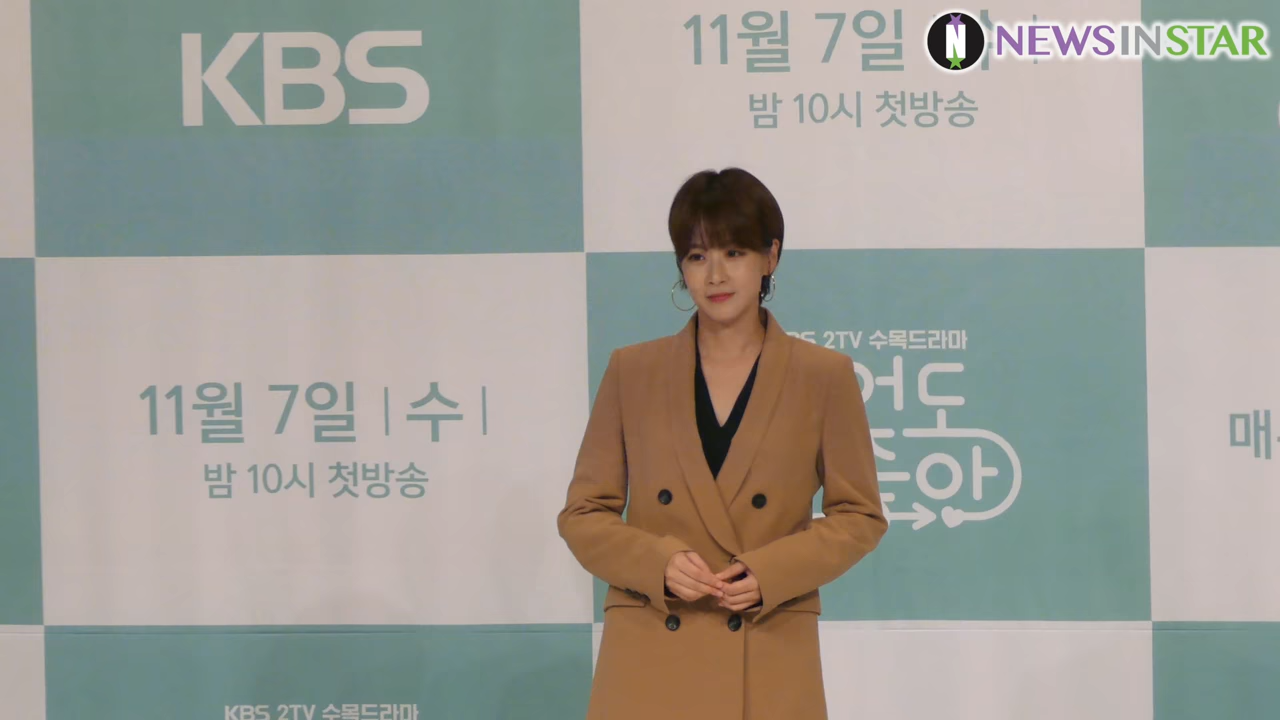 KBS
11월 7일
밤 10시 첫방송
NEWSINSTAR
11월 7일 | 수 |
밤 10시 첫방송
2TV 수목드라마
어도
좋아
KBS 2TV 수목드라마